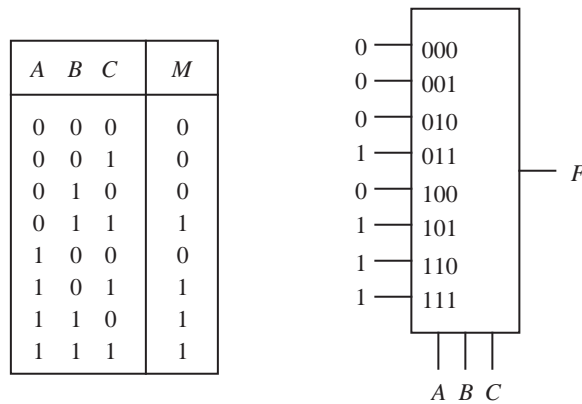 A B C M
0 0 0 0
0 0 1 0
0 1 0 0
0 1 1 1
1 0 0 0
1 0 1 1
1 1 0 1
1 1 1 1
0 000
0 001
0 010
1 011
0 100
1 101
1 110
1 111
F
A B C